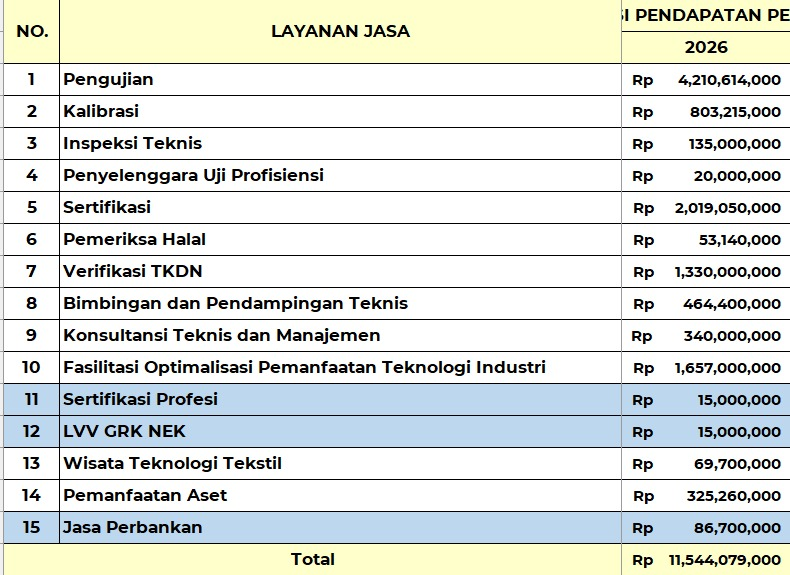 NO. LAYANAN JASA I PENDAPATAN PE
2026
1 Pengujian Rp 4,210,614,000
2 Kalibrasi Rp 803,215,000
3 Inspeksi Teknis Rp 135,000,000
4 Penyelenggara Uji Profisiensi Rp 20,000,000
5 Sertifikasi Rp 2,019,050,000
6 Pemeriksa Halal Rp 53,140,000
7 Verifikasi TKDN Rp 1,330,000,000
8 Bimbingan dan Pendampingan Teknis Rp 464,400,000
9 Konsultansi Teknis dan Manajemen Rp 340,000,000
10 Fasilitasi Optimalisasi Pemanfaatan Teknologi Industri Rp 1,657,000,000
11 Sertifikasi Profesi Rp 15,000,000
12 LVV GRK NEK Rp 15,000,000
13 Wisata Teknologi Tekstil Rp 69,700,000
14 Pemanfaatan Aset Rp 325,260,000
15 Jasa Perbankan Rp 86,700,000
Total Rp 11,544,079,000